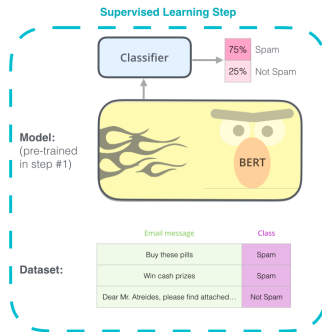 Supervised Learning Step
Classifier
75% Spam
25% Not Spam
Model:
(pre-trained
in step #1)
BERT
Email message Class
Buy these pills Spam
Win cash prizes Spam
Dear Mr. Atreides, please find attached... Not Spam
Dataset: